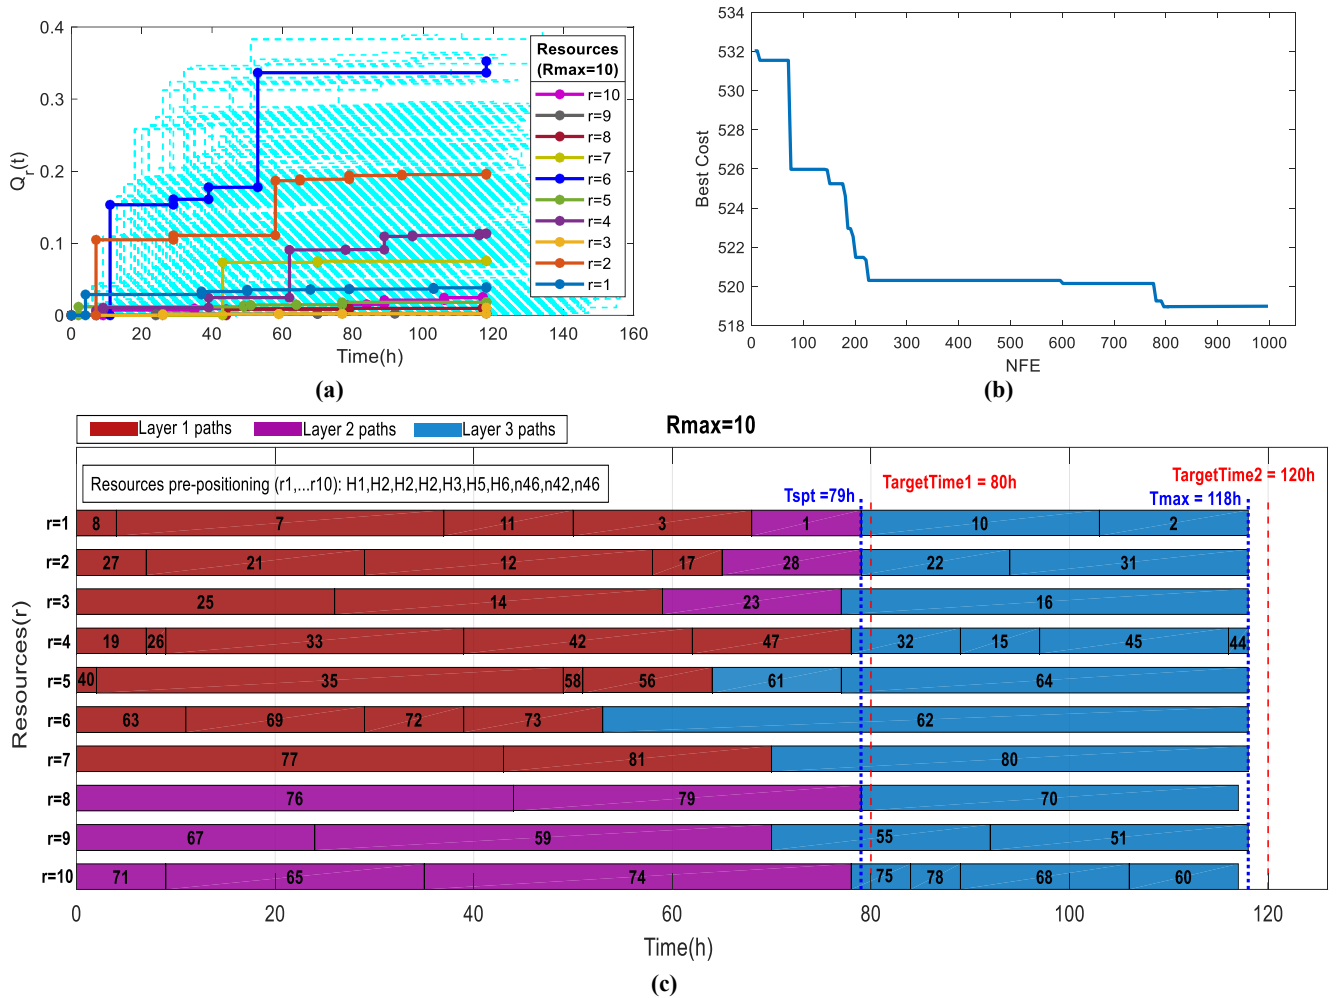 0.4
0.3
0.2
0.1
0
Q_r(t)
0 20 40 60 80 100 120 140 160
Time(h)
Resources
(Rmax=10)
r=10
r=9
r=8
r=7
r=6
r=5
r=4
r=3
r=2
r=1
(a)
534
532
530
528
526
524
522
520
518
Best Cost
0 100 200 300 400 500 600 700 800 900 1000
NFE
(b)
Layer 1 paths Layer 2 paths Layer 3 paths
Rmax=10
Resources pre-positioning (r1,...r10): H1,H2,H2,H2,H3,H5,H6,n46,n42,n46
Tspt =79h
TargetTime1 = 80h
TargetTime2 = 120h
Tmax = 118h
Resources(r)
r=1 8 7 11 3 1 10 2
r=2 27 21 12 17 28 22 31
r=3 25 14 23 16
r=4 19 26 33 42 47 32 15 45 44
r=5 40 35 58 56 61 64
r=6 63 69 72 73 62
r=7 77 81 80
r=8 76 79 70
r=9 67 59 55 51
r=10 71 65 74 75 78 68 60
0 20 40 60 80 100 120
Time(h)
(c)